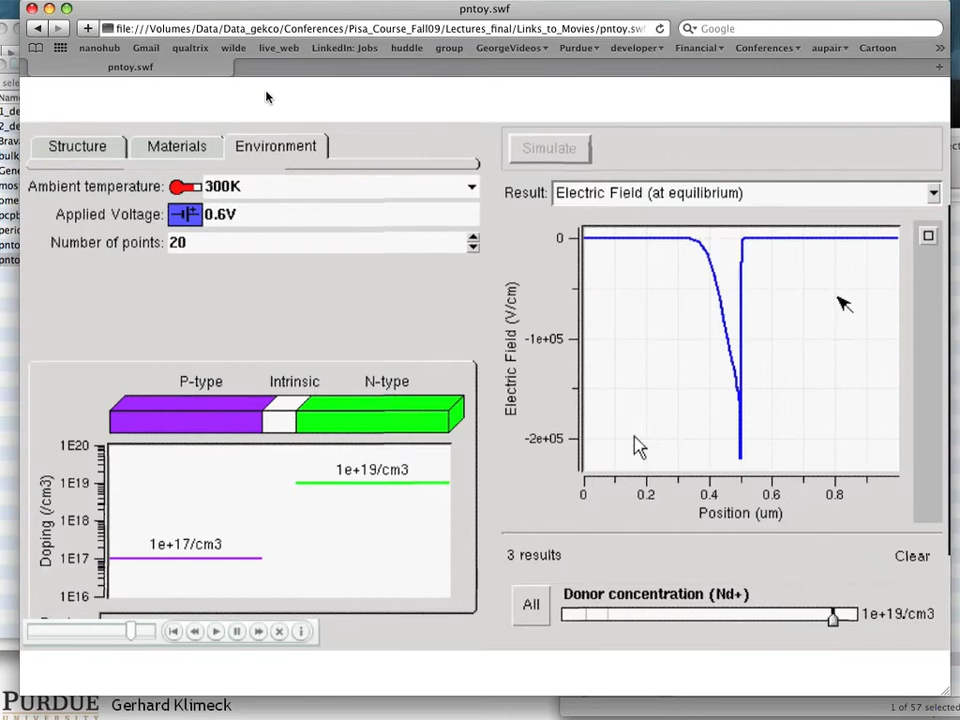 pntoy.swf
file:///Volumes/Data/Data_gekco/Conferences/Pisa_Course_Fall09/Lectures_final/Links_to_Movies/pntoy.sw
Google
nanohub Gmail qualtrix wilde live_web LinkedIn: Jobs huddle group GeorgeVideos Purdue developer Financial Conferences aupair Cartoon
pntoy.swf
Structure Materials Environment
Simulate
Ambient temperature: 300K
Applied Voltage: 0.6V
Number of points: 20
Result: Electric Field (at equilibrium)
P-type Intrinsic N-type
1E20
1E19
1E18
1E17
1E16
Doping (/cm3)
1e+17/cm3
1e+19/cm3
0
-1e+05
-2e+05
Electric Field (V/cm)
0 0.2 0.4 0.6 0.8
Position (um)
3 results
Clear
All
Donor concentration (Nd+)
1e+19/cm3
PURDUE
UNIVERSITY
Gerhard Klimeck
1 of 57 selected